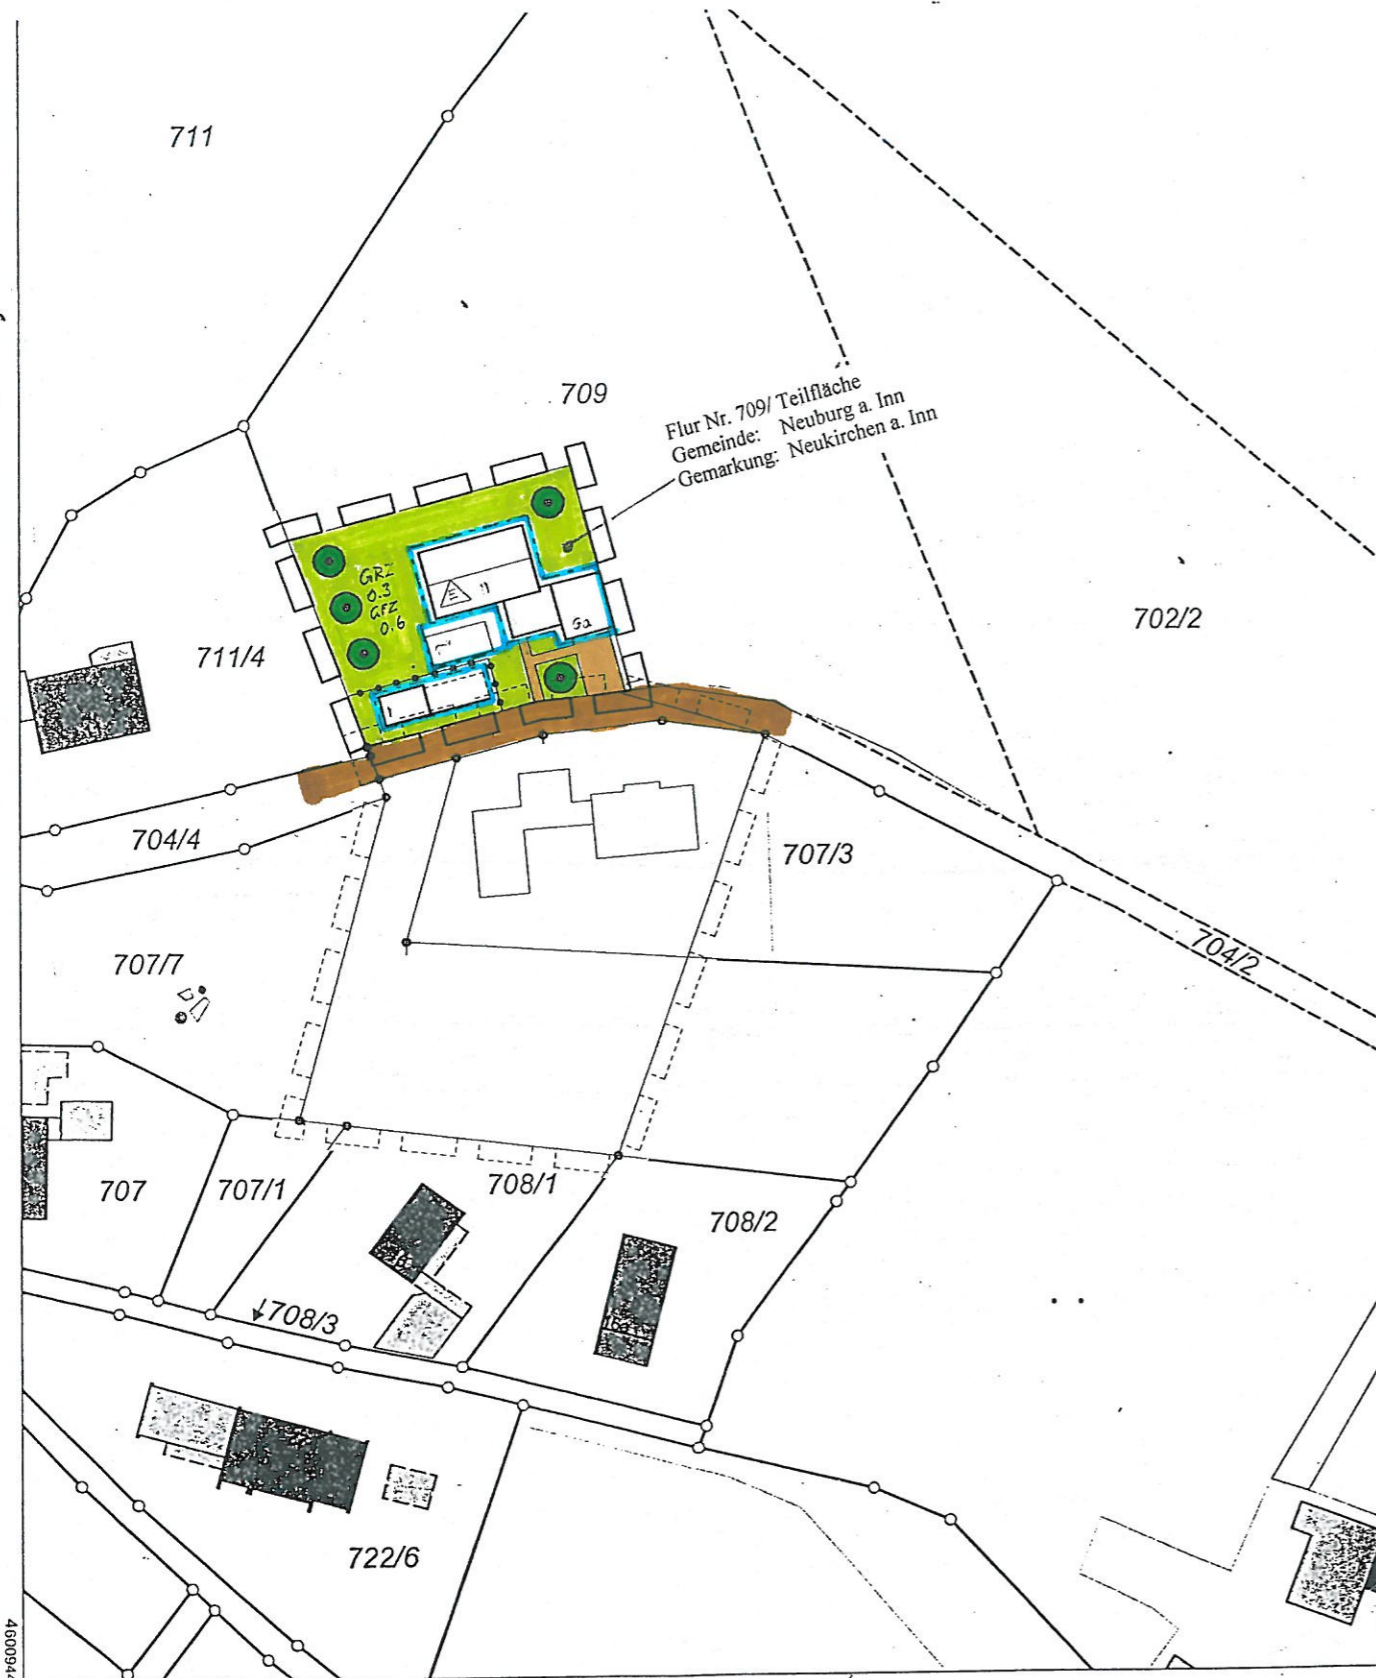 711
709
Flur Nr. 709/ Teilfläche
Gemeinde: Neuburg a. Inn
Gemarkung: Neukirchen a. Inn
GRZ
0.3
GFZ
0.6
E
II
Ga
702/2
711/4
704/4
707/3
704/2
707/7
707
707/1
708/1
708/2
708/3
722/6
460094